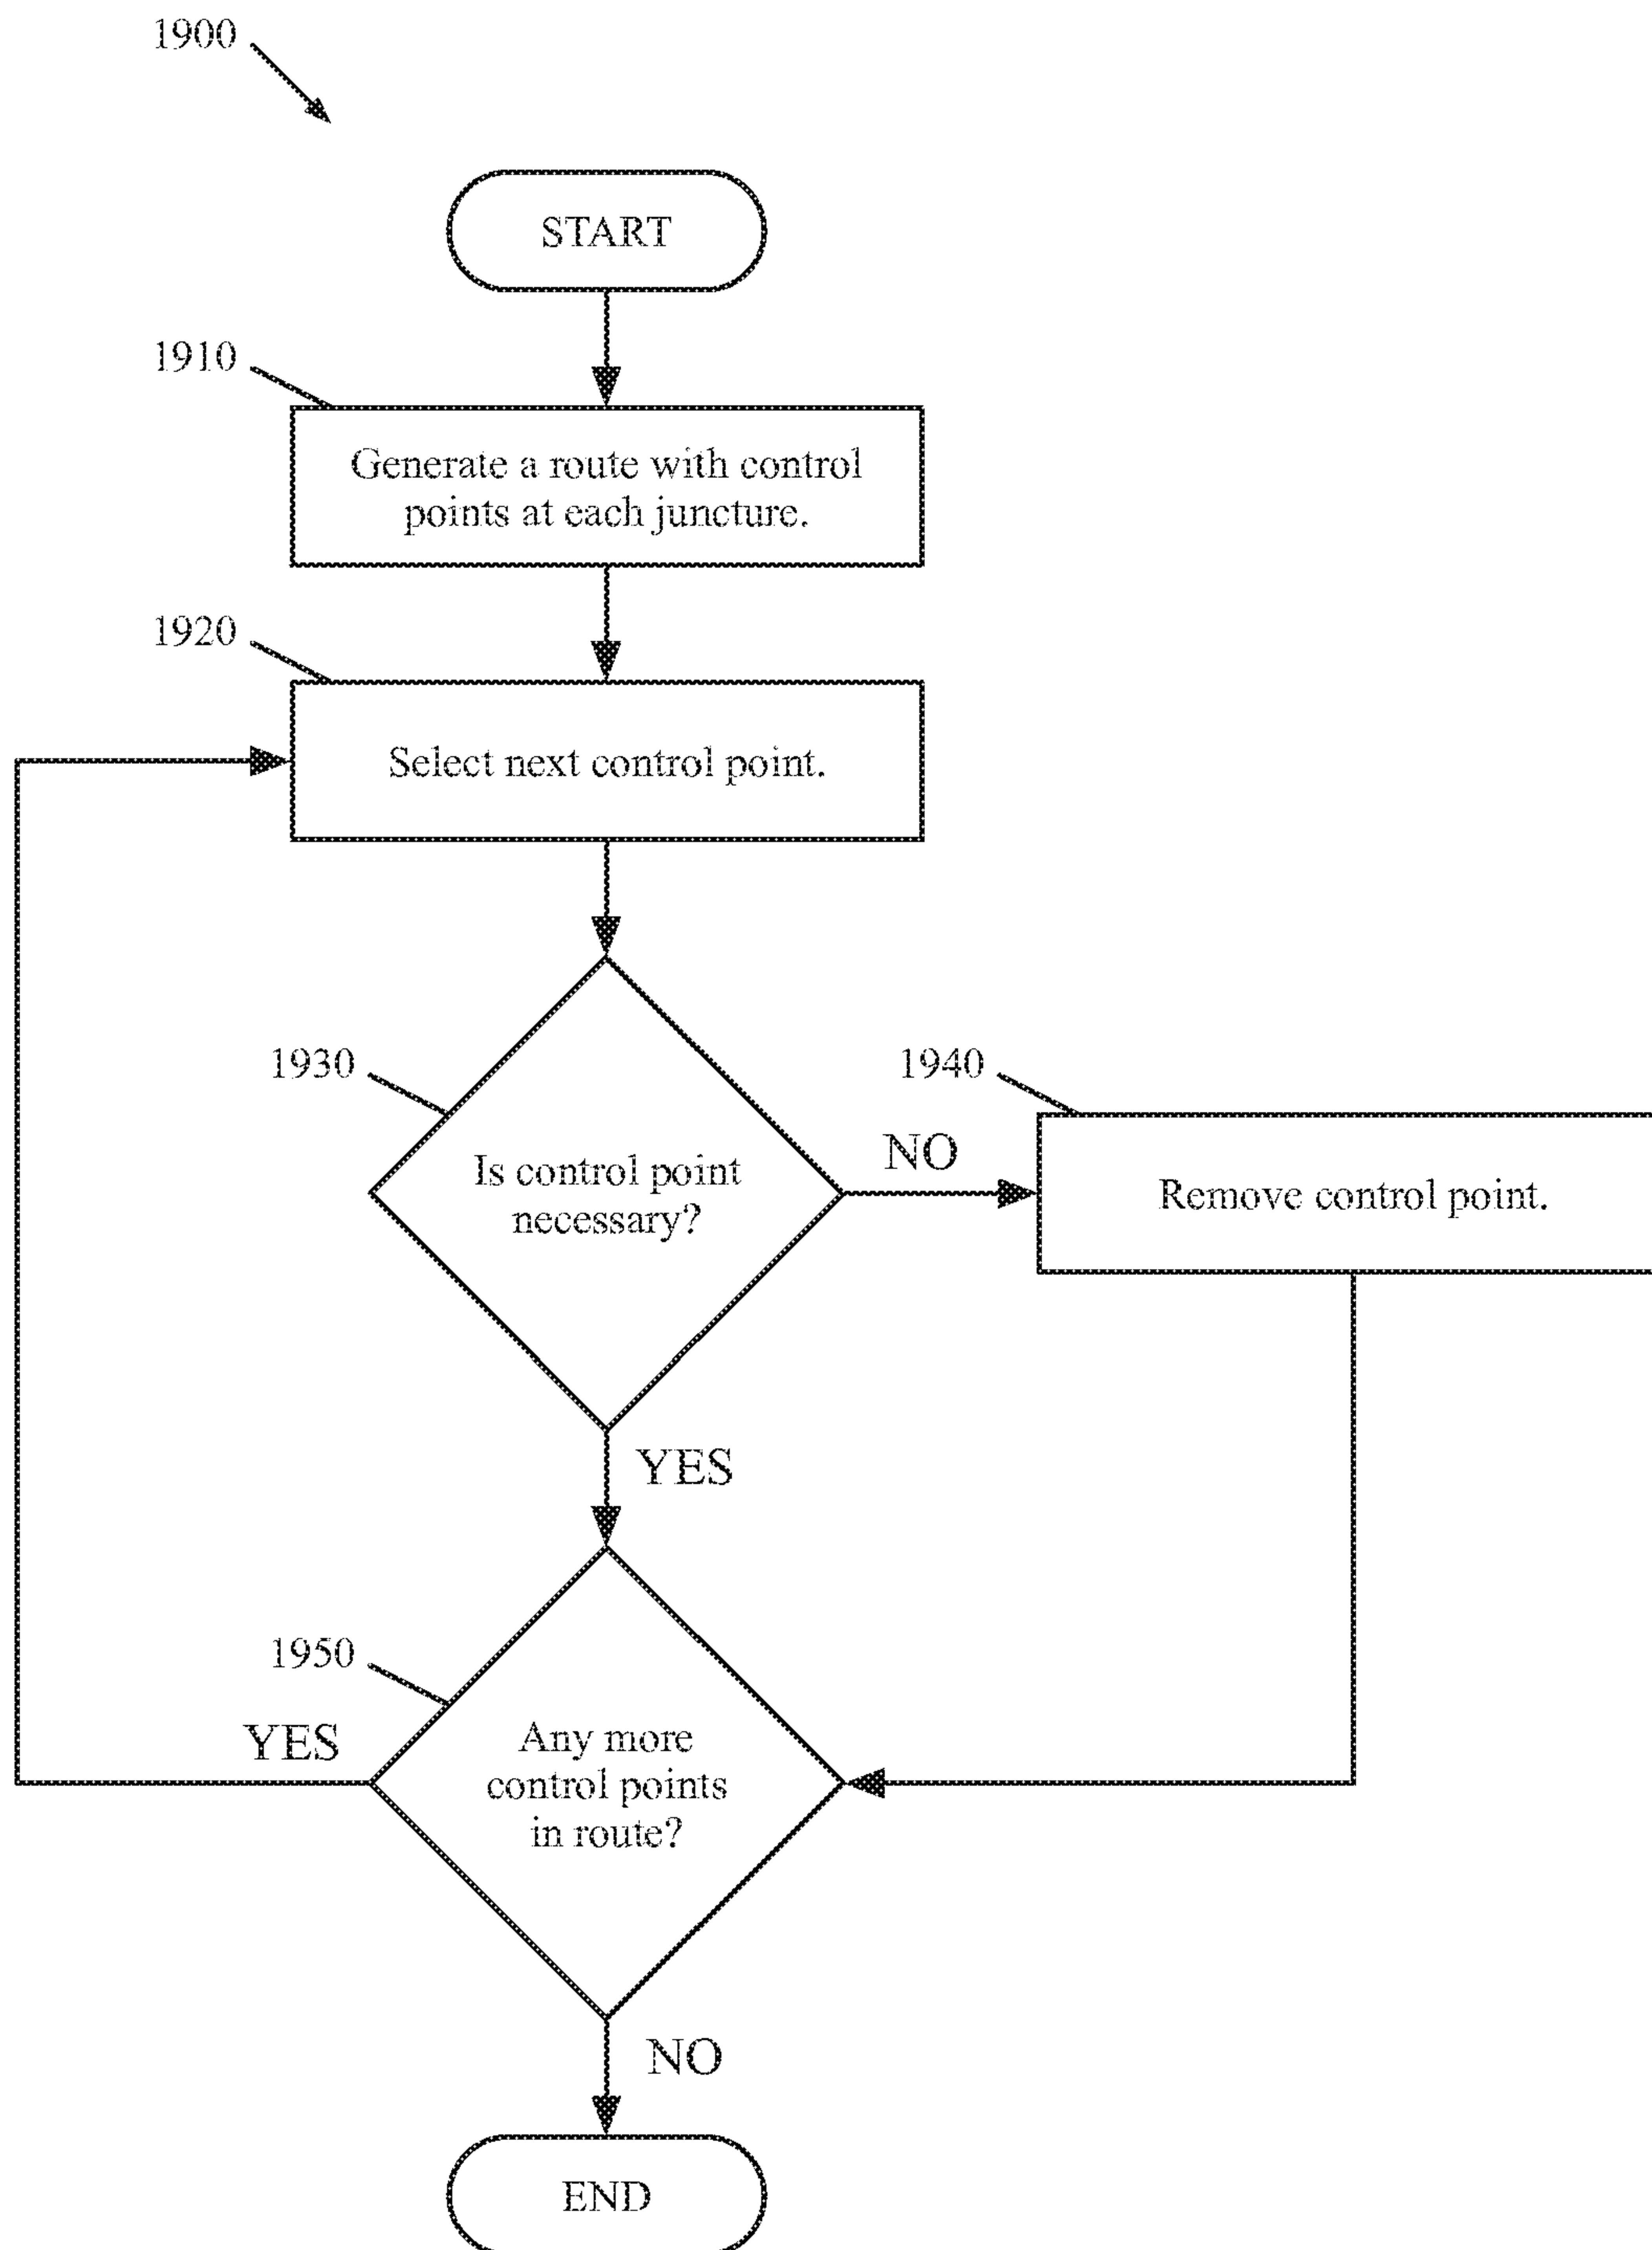 1900
START
1910
Generate a route with control
points at each juncture.
1920
Select next control point.
1930
Is control point
necessary?
NO
1940
Remove control point.
YES
1950
Any more
control points
in route?
YES
NO
END